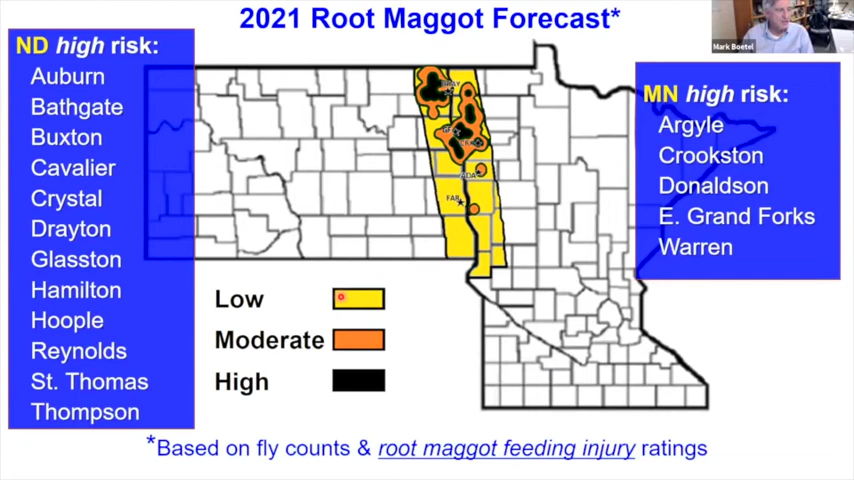 2021 Root Maggot Forecast*
Mark Boetel
ND high risk:
Auburn
Bathgate
Buxton
Cavalier
Crystal
Drayton
Glasston
Hamilton
Hoople
Reynolds
St. Thomas
Thompson
MN high risk:
Argyle
Crookston
Donaldson
E. Grand Forks
Warren
ADA
FAR
Low
Moderate
High
*Based on fly counts & root maggot feeding injury ratings